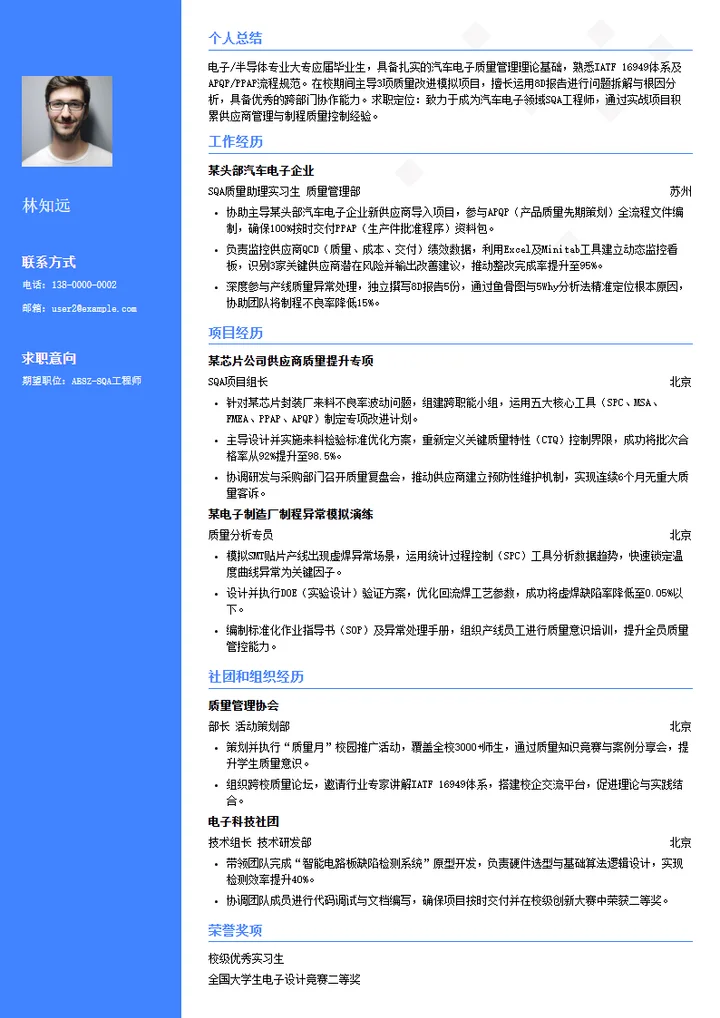 林知远
联系方式
电话：138-0000-0002
邮箱：user2@example.com
求职意向
期望职位：ABSZ-SQA工程师
个人总结
电子/半导体专业大专应届毕业生，具备扎实的汽车电子质量管理理论基础，熟悉IATF 16949体系及
APQP/PPAP流程规范。在校期间主导3项质量改进模拟项目，擅长运用8D报告进行问题拆解与根因分
析，具备优秀的跨部门协作能力。求职定位：致力于成为汽车电子领域SQA工程师，通过实战项目积
累供应商管理与制程质量控制经验。
工作经历
某头部汽车电子企业
SQA质量助理实习生 质量管理部 苏州
• 协助主导某头部汽车电子企业新供应商导入项目，参与APQP（产品质量先期策划）全流程文件编
制，确保100%按时交付PPAP（生产件批准程序）资料包。
• 负责监控供应商QCD（质量、成本、交付）绩效数据，利用Excel及Minitab工具建立动态监控看
板，识别3家关键供应商潜在风险并输出改善建议，推动整改完成率提升至95%。
• 深度参与产线质量异常处理，独立撰写8D报告5份，通过鱼骨图与5Why分析法精准定位根本原因，
协助团队将制程不良率降低15%。
项目经历
某芯片公司供应商质量提升专项
SQA项目组长 北京
• 针对某芯片封装厂来料不良率波动问题，组建跨职能小组，运用五大核心工具（SPC、MSA、
FMEA、PPAP、APQP）制定专项改进计划。
• 主导设计并实施来料检验标准优化方案，重新定义关键质量特性（CTQ）控制界限，成功将批次合
格率从92%提升至98.5%。
• 协调研发与采购部门召开质量复盘会，推动供应商建立预防性维护机制，实现连续6个月无重大质
量客诉。
某电子制造厂制程异常模拟演练
质量分析专员 北京
• 模拟SMT贴片产线出现虚焊异常场景，运用统计过程控制（SPC）工具分析数据趋势，快速锁定温
度曲线异常为关键因子。
• 设计并执行DOE（实验设计）验证方案，优化回流焊工艺参数，成功将虚焊缺陷率降低至0.05%以
下。
• 编制标准化作业指导书（SOP）及异常处理手册，组织产线员工进行质量意识培训，提升全员质量
管控能力。
社团和组织经历
质量管理协会
部长 活动策划部 北京
• 策划并执行“质量月”校园推广活动，覆盖全校3000+师生，通过质量知识竞赛与案例分享会，提
升学生质量意识。
• 组织跨校质量论坛，邀请行业专家讲解IATF 16949体系，搭建校企交流平台，促进理论与实践结
合。
电子科技社团
技术组长 技术研发部 北京
• 带领团队完成“智能电路板缺陷检测系统”原型开发，负责硬件选型与基础算法逻辑设计，实现
检测效率提升40%。
• 协调团队成员进行代码调试与文档编写，确保项目按时交付并在校级创新大赛中荣获二等奖。
荣誉奖项
校级优秀实习生
全国大学生电子设计竞赛二等奖